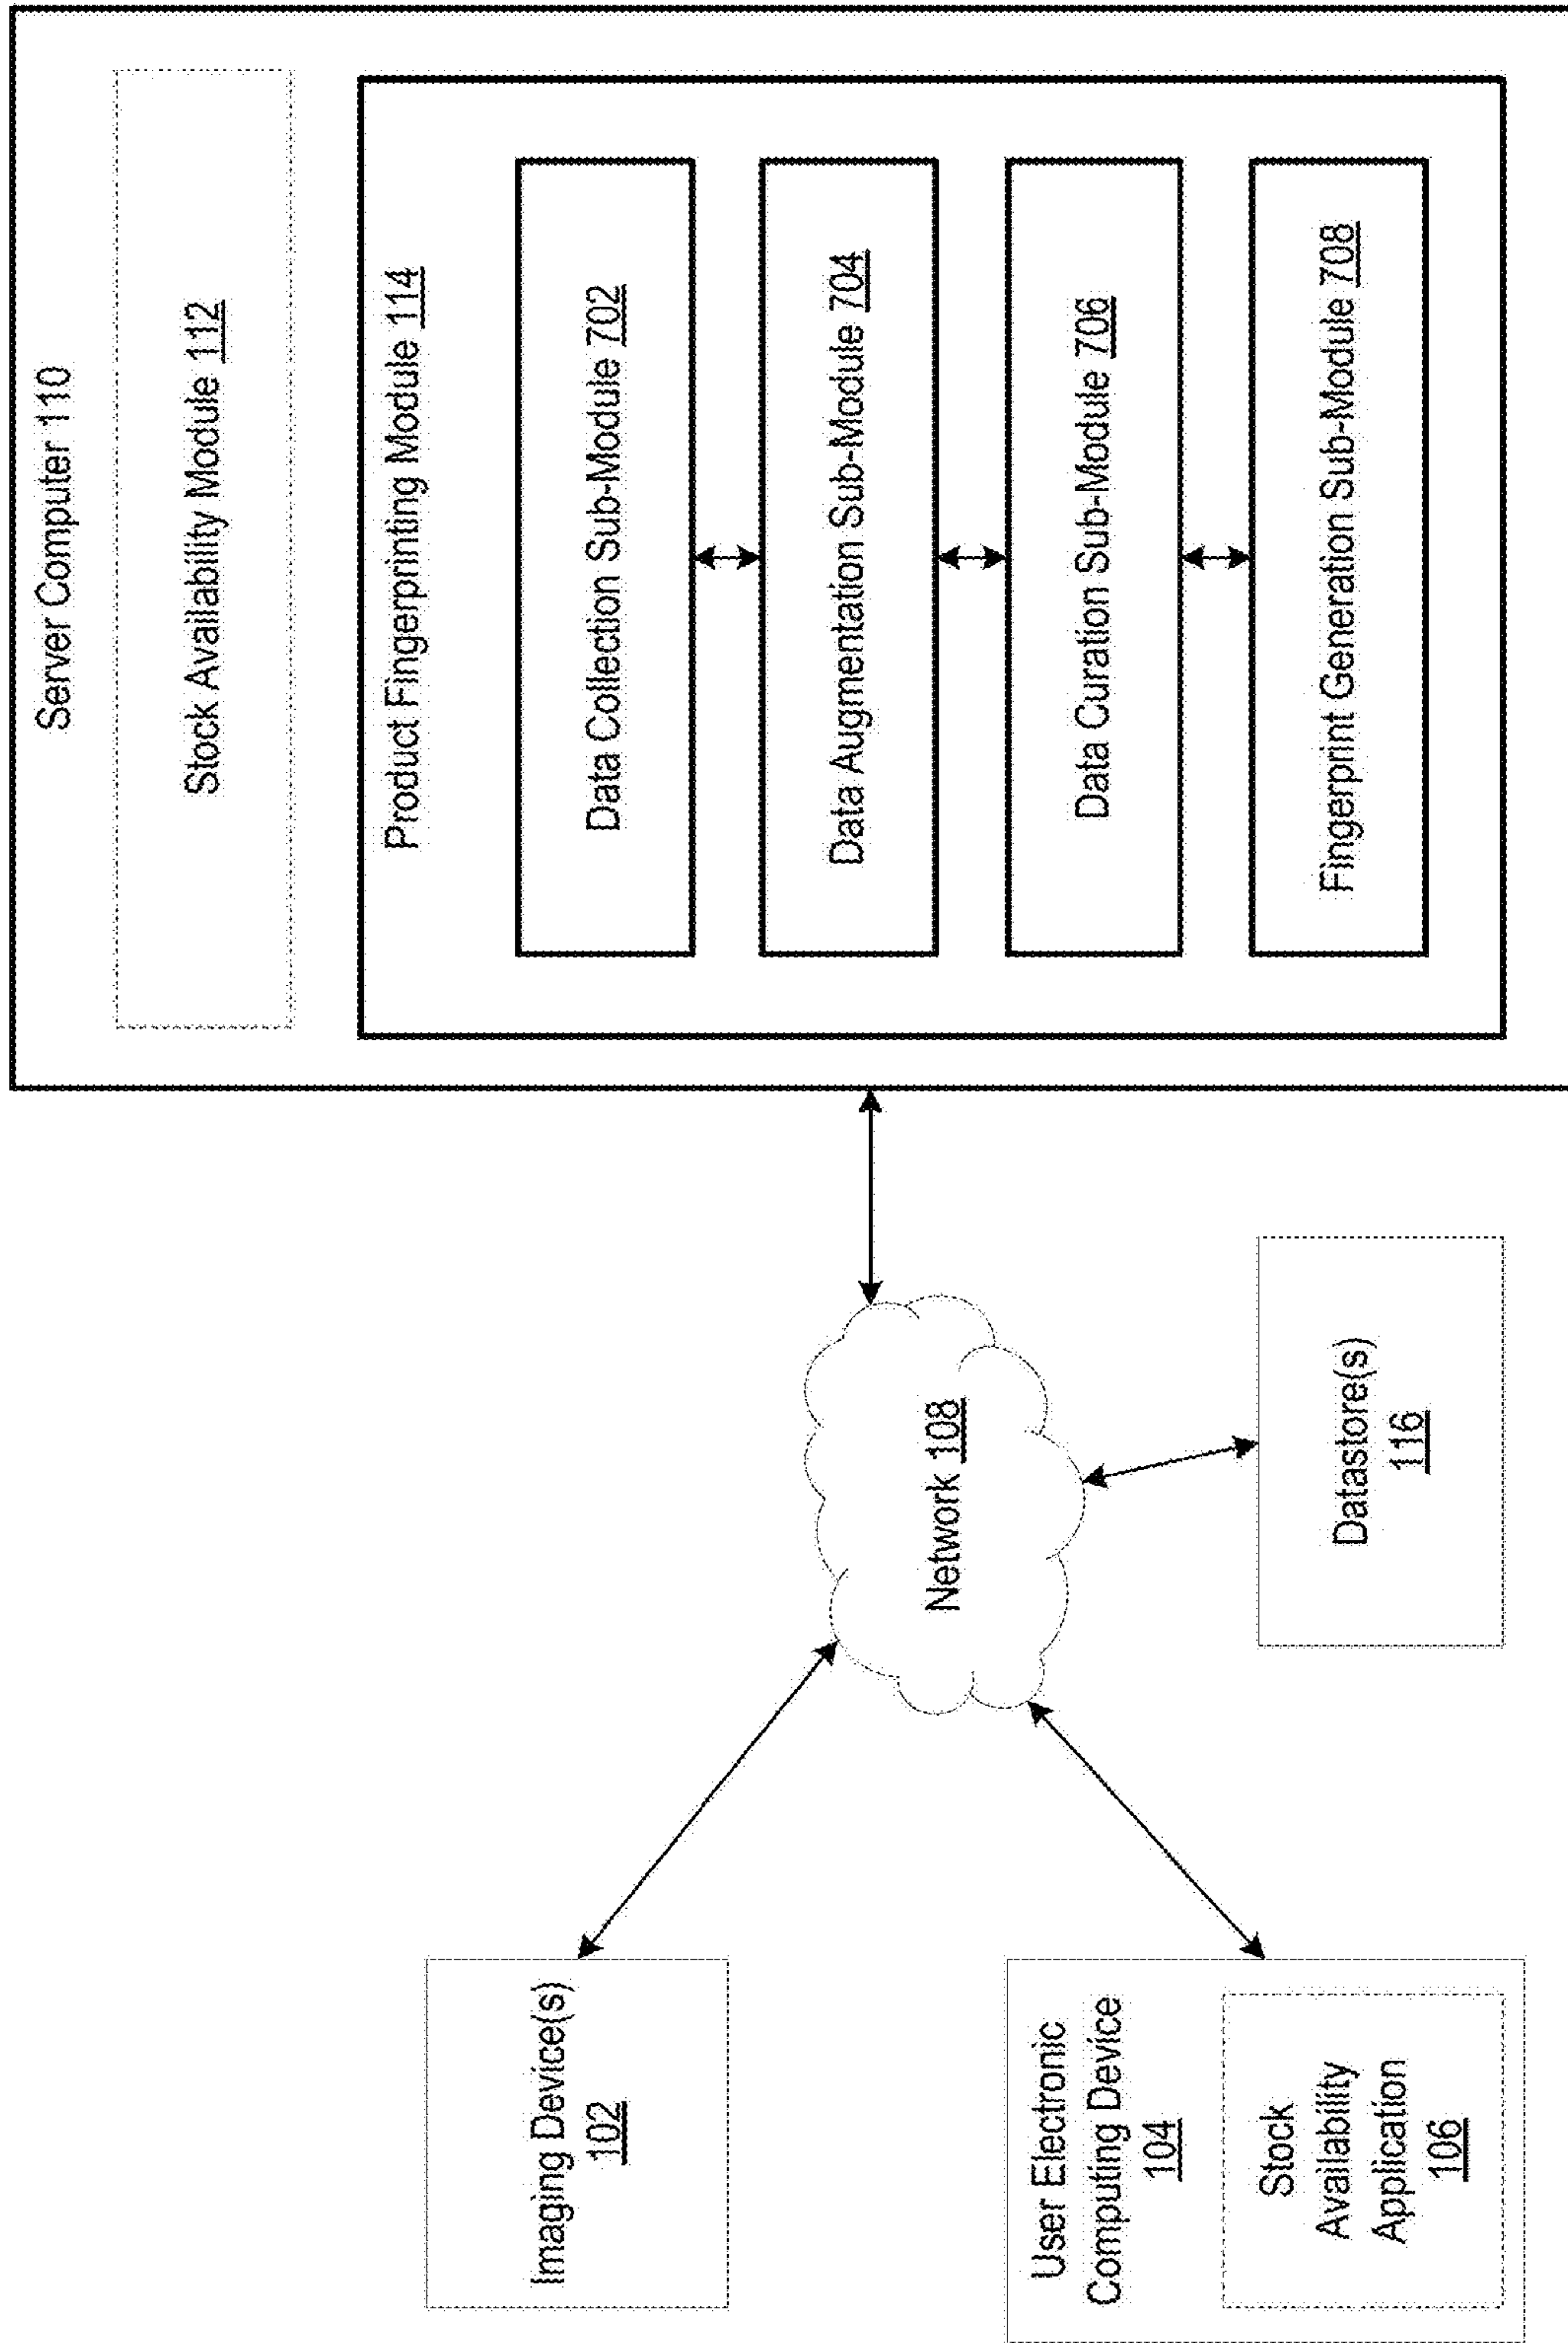 Imaging Device(s)
102
User Electronic
Computing Device
104
Stock
Availability
Application
106
Network 108
Datastore(s)
116
Server Computer 110
Stock Availability Module 112
Product Fingerprinting Module 114
Data Collection Sub-Module 702
Data Augmentation Sub-Module 704
Data Curation Sub-Module 706
Fingerprint Generation Sub-Module 708